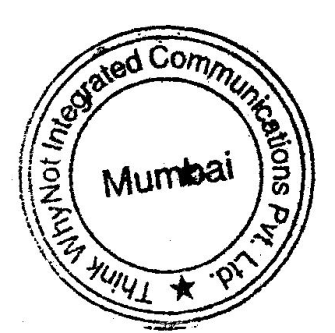 Think WhyNot Integrated Communications Pvt. Ltd. ★
Mumbai